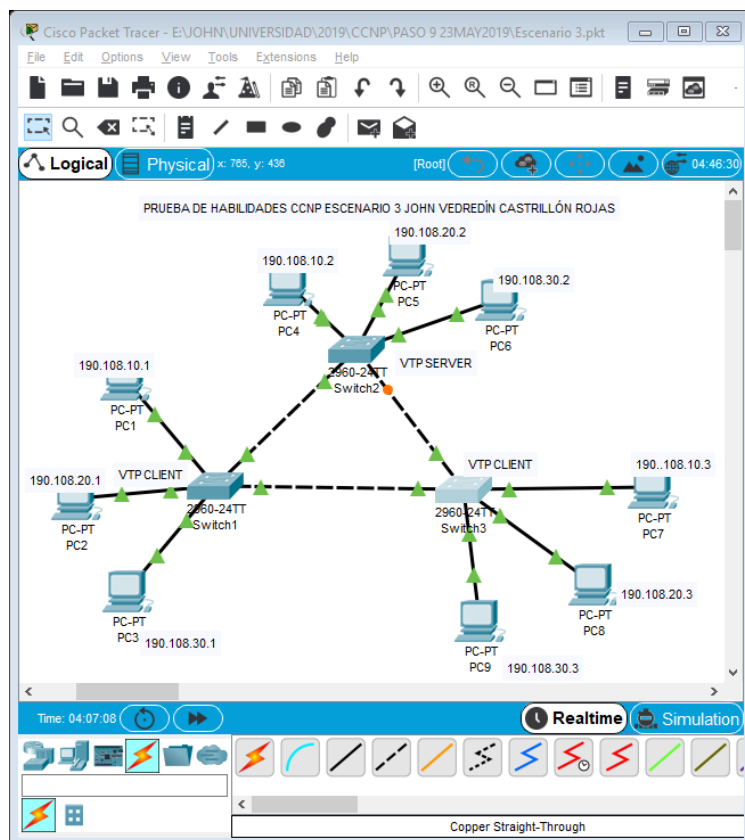 Cisco Packet Tracer - E:\JOHN\UNIVERSIDAD\2019\CCNP\PASO 9 23MAY2019\Escenario 3.pkt
File Edit Options View Tools Extensions Help
Logical Physical x: 765, y: 436 [Root] 04:46:30
PRUEBA DE HABILIDADES CCNP ESCENARIO 3 JOHN VEDREDÍN CASTRILLÓN ROJAS
190.108.20.2
190.108.10.2
PC-PT
PC5
190.108.30.2
PC-PT
PC4
PC-PT
PC6
VTP SERVER
2960-24TT
Switch2
190.108.10.1
PC-PT
PC1
VTP CLIENT
190.108.20.1
PC-PT
PC2
2960-24TT
Switch1
VTP CLIENT
190..108.10.3
2960-24TT
Switch3
PC-PT
PC7
190.108.20.3
PC-PT
PC8
PC-PT
PC3
190.108.30.1
PC-PT
PC9
190.108.30.3
Time: 04:07:08 Realtime Simulation
Copper Straight-Through